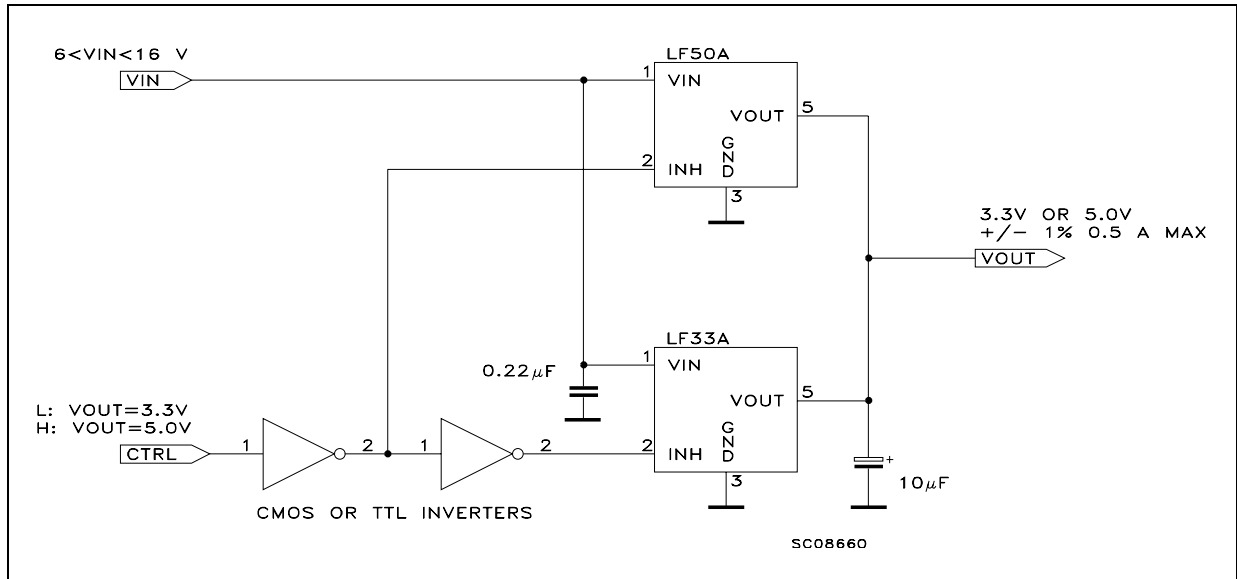 6<VIN<16 V
VIN
LF50A
1
VIN
VOUT
5
2
INH
GND
3
3.3V OR 5.0V
+/- 1% 0.5 A MAX
VOUT
LF33A
1
VIN
0.22µF
VOUT
5
L: VOUT=3.3V
H: VOUT=5.0V
CTRL
1
2
1
2
2
INH
GND
3
+
10µF
CMOS OR TTL INVERTERS
SC08660